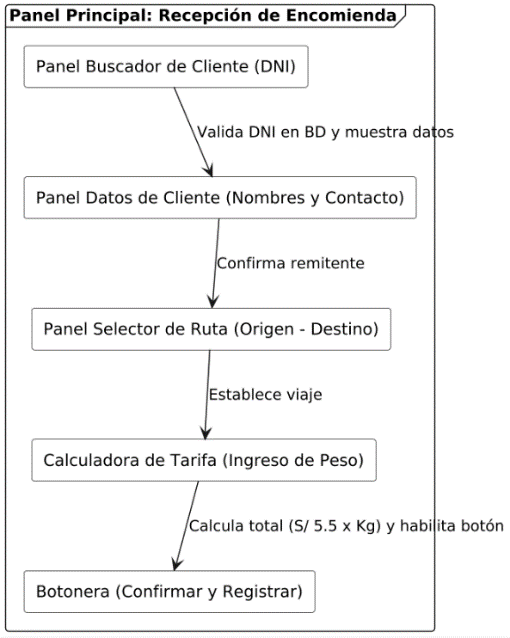 Panel Principal: Recepción de Encomienda
Panel Buscador de Cliente (DNI)
Valida DNI en BD y muestra datos
Panel Datos de Cliente (Nombres y Contacto)
Confirma remitente
Panel Selector de Ruta (Origen - Destino)
Establece viaje
Calculadora de Tarifa (Ingreso de Peso)
Calcula total (S/ 5.5 x Kg) y habilita botón
Botonera (Confirmar y Registrar)